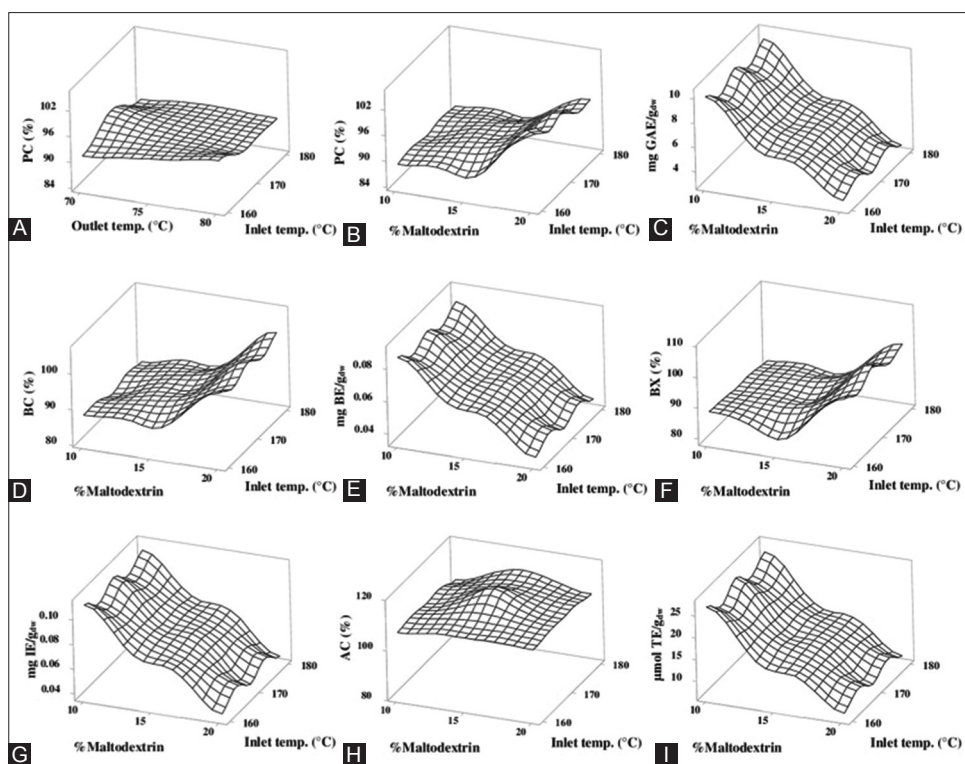 102
96
90
84
PC (%)
70
75
80
Outlet temp. (°C)
160
170
180
Inlet temp. (°C)
A
102
96
90
84
PC (%)
10
15
20
%Maltodextrin
160
170
180
Inlet temp. (°C)
B
10
8
6
4
mg GAE/gdw
10
15
20
%Maltodextrin
160
170
180
Inlet temp. (°C)
C
100
90
80
BC (%)
10
15
20
%Maltodextrin
160
170
180
Inlet temp. (°C)
D
0.08
0.06
0.04
mg BE/gdw
10
15
20
%Maltodextrin
160
170
180
Inlet temp. (°C)
E
110
100
90
80
BX (%)
10
15
20
%Maltodextrin
160
170
180
Inlet temp. (°C)
F
0.10
0.08
0.06
0.04
mg IE/gdw
10
15
20
%Maltodextrin
160
170
180
Inlet temp. (°C)
G
120
100
80
AC (%)
10
15
20
%Maltodextrin
160
170
180
Inlet temp. (°C)
H
25
20
15
10
µmol TE/gdw
10
15
20
%Maltodextrin
160
170
180
Inlet temp. (°C)
I